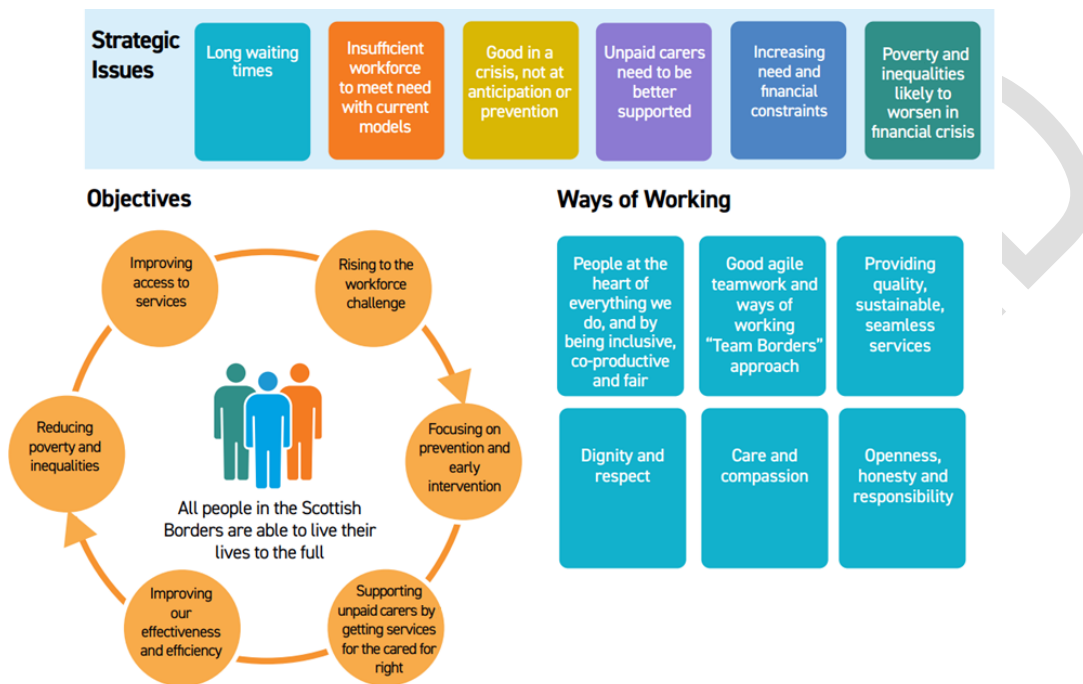 Strategic
Issues
Long waiting
times
Insufficient
workforce
to meet need
with current
models
Good in a
crisis, not at
anticipation or
prevention
Unpaid carers
need to be
better
supported
Increasing
need and
financial
constraints
Poverty and
inequalities
likely to
worsen in
financial crisis
Objectives
Improving
access to
services
Rising to the
workforce
challenge
Focusing on
prevention and
early
intervention
Supporting
unpaid carers by
getting services
for the cared for
right
Improving
our
effectiveness
and efficiency
Reducing
poverty and
inequalities
All people in the Scottish
Borders are able to live their
lives to the full
Ways of Working
People at the
heart of
everything we
do, and by
being inclusive,
co-productive
and fair
Good agile
teamwork and
ways of
working
“Team Borders”
approach
Providing
quality,
sustainable,
seamless
services
Dignity and
respect
Care and
compassion
Openness,
honesty and
responsibility